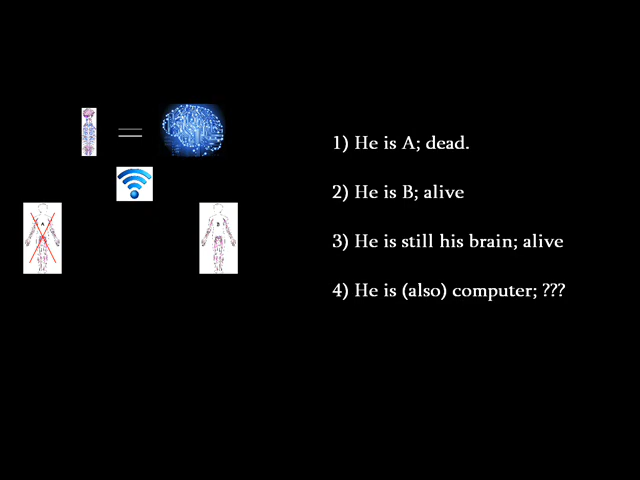 1) He is A; dead.
2) He is B; alive
3) He is still his brain; alive
4) He is (also) computer; ???
A
B